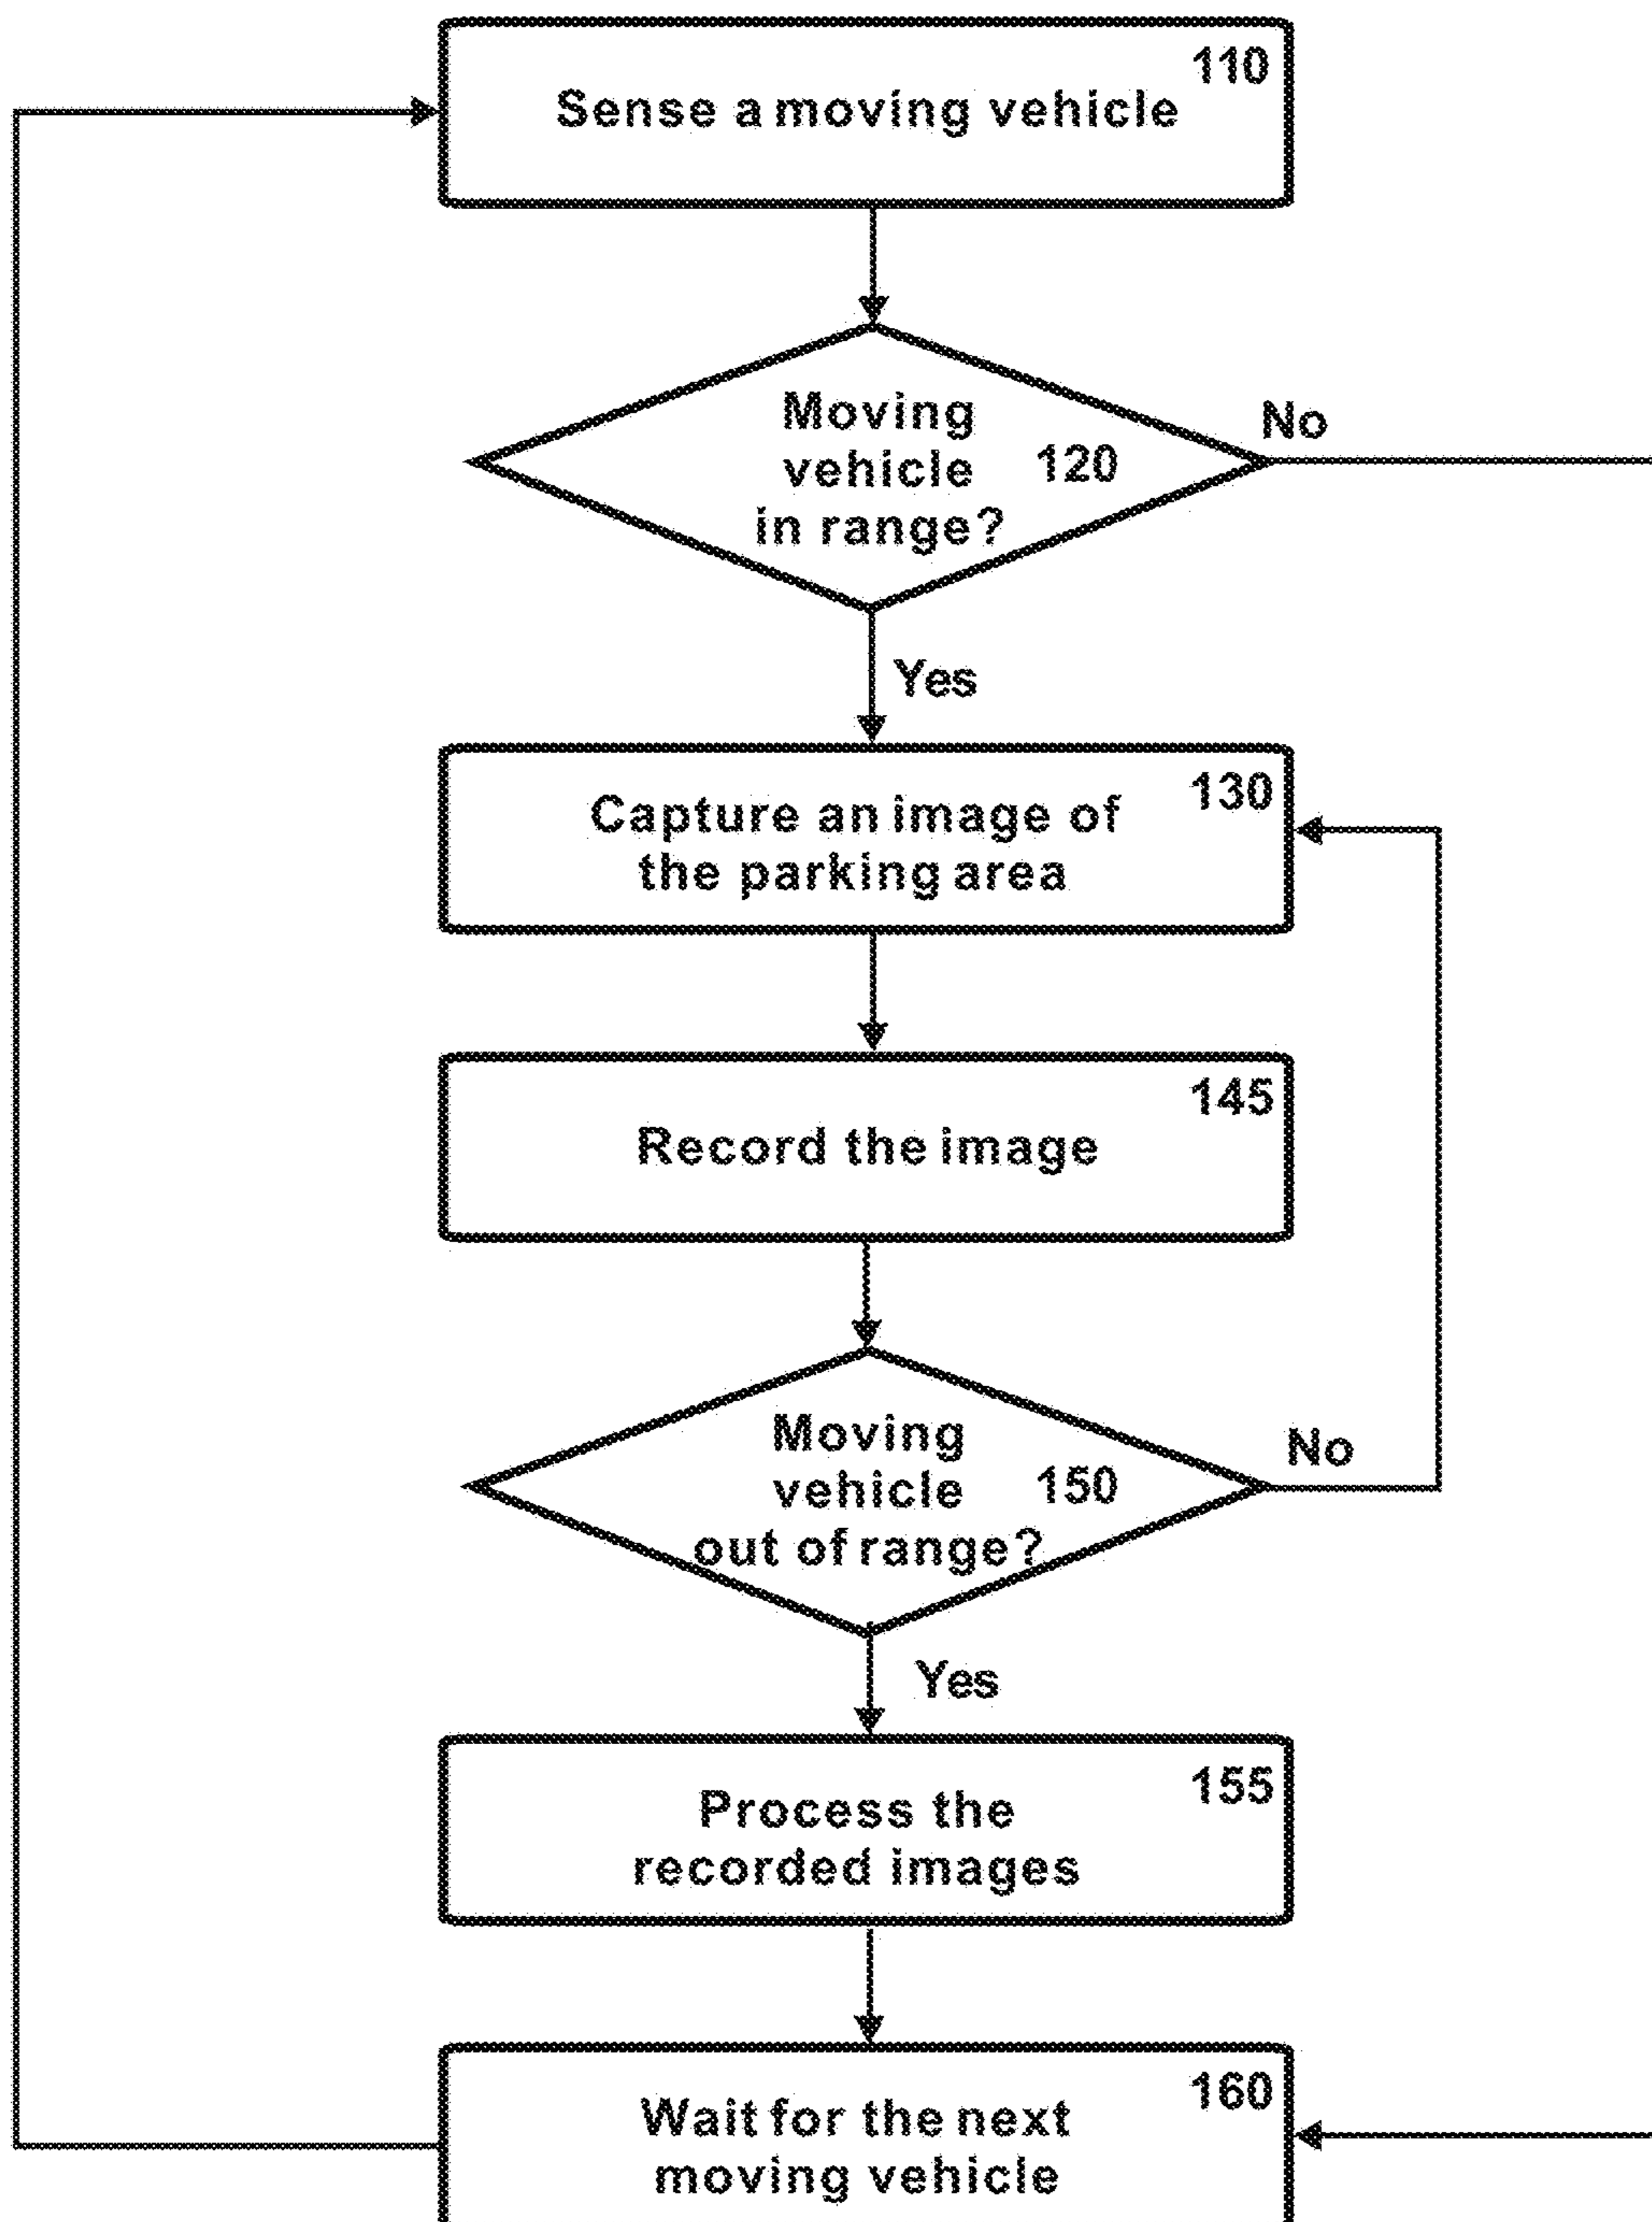 110
Sense a moving vehicle
Moving
vehicle 120
in range?
No
Yes
130
Capture an image of
the parking area
145
Record the image
Moving
vehicle 150
out of range?
No
Yes
155
Process the
recorded images
160
Wait for the next
moving vehicle